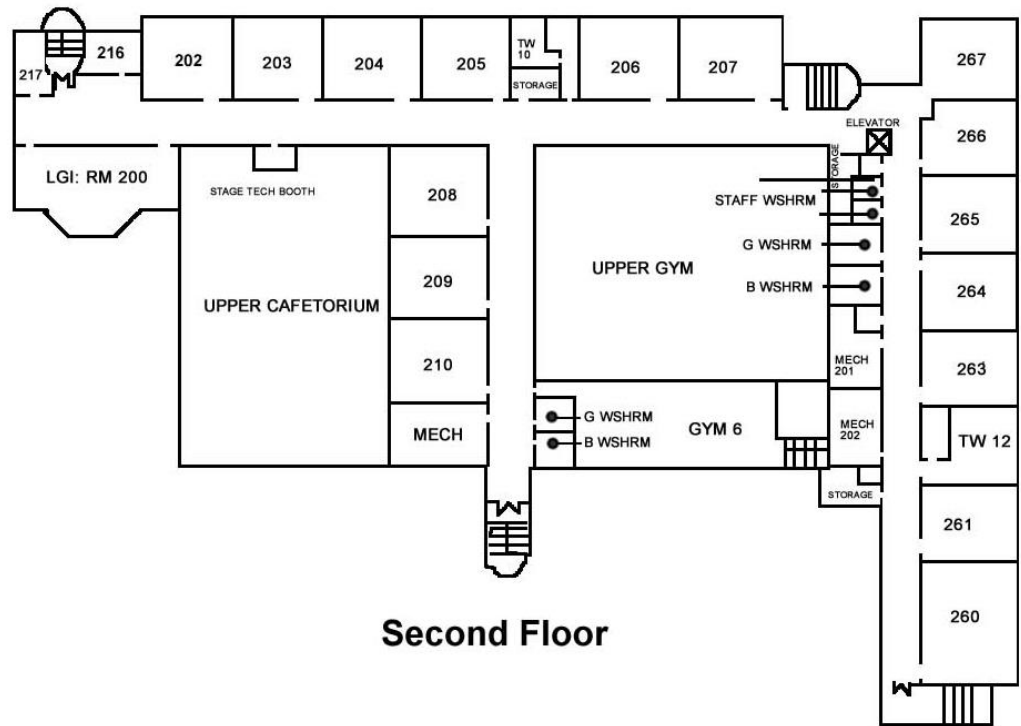 216
217
202
203
204
205
TW
10
STORAGE
206
207
267
ELEVATOR
266
STORAGE
LGI: RM 200
STAGE TECH BOOTH
208
STAFF WSHRM
265
G WSHRM
UPPER GYM
B WSHRM
264
209
UPPER CAFETORIUM
210
MECH
201
263
G WSHRM
GYM 6
MECH
202
MECH
B WSHRM
TW 12
STORAGE
261
260
Second Floor